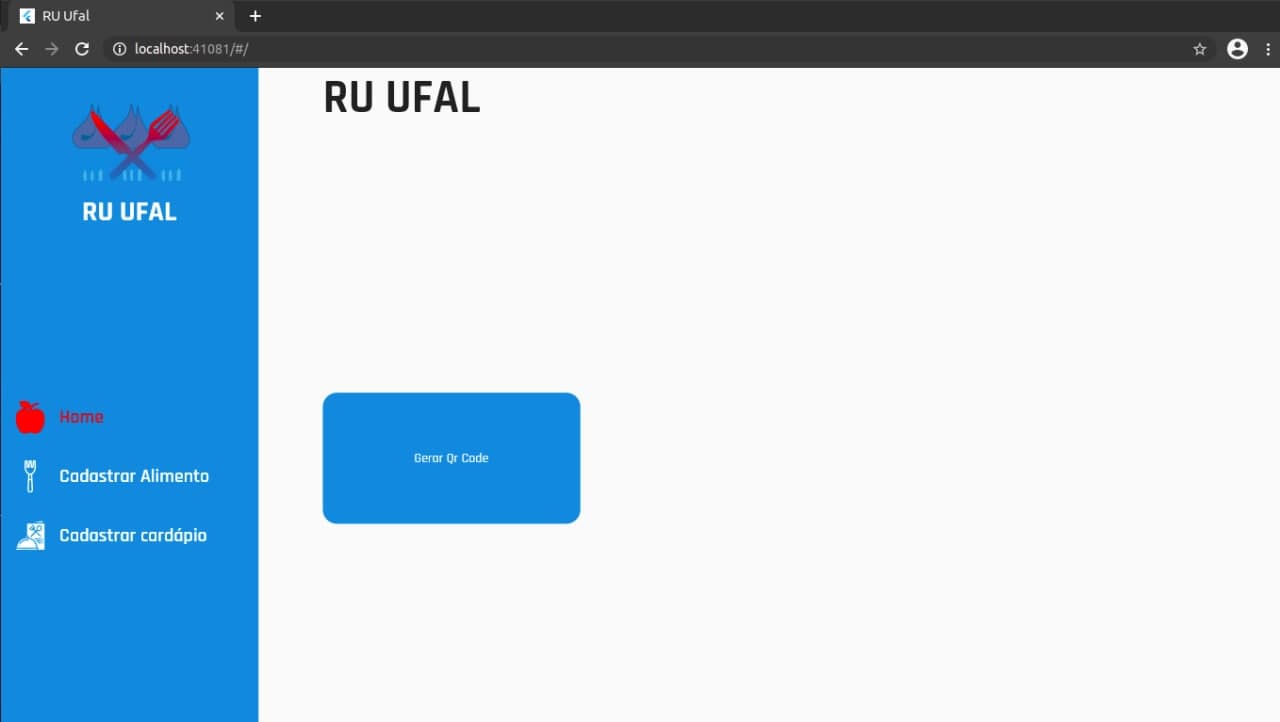 RU Ufal
localhost:41081/#/
RU UFAL
RU UFAL
Home
Cadastrar Alimento
Cadastrar cardápio
Gerar Qr Code